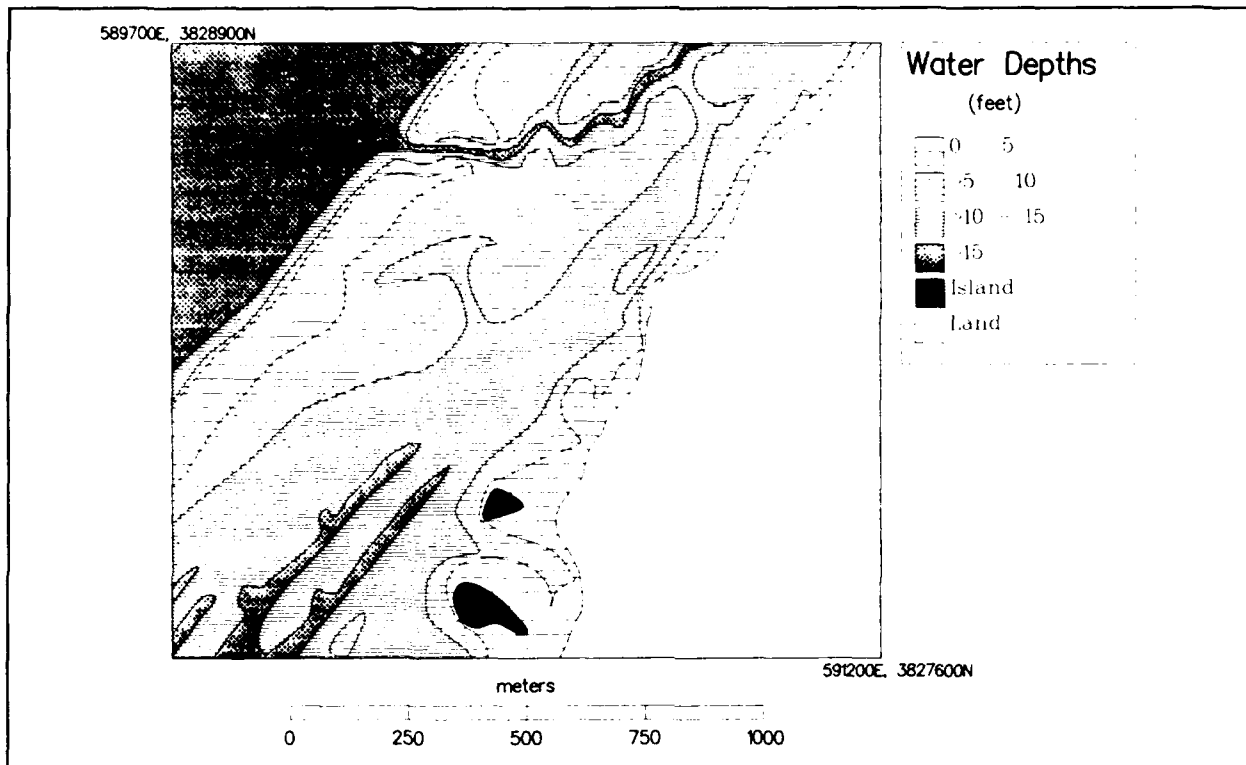 589700E, 3828900N
Water Depths
(feet)
0 5
-5 10
-10 - 15
-15
Island
Land
591200E, 3827600N
meters
0 250 500 750 1000